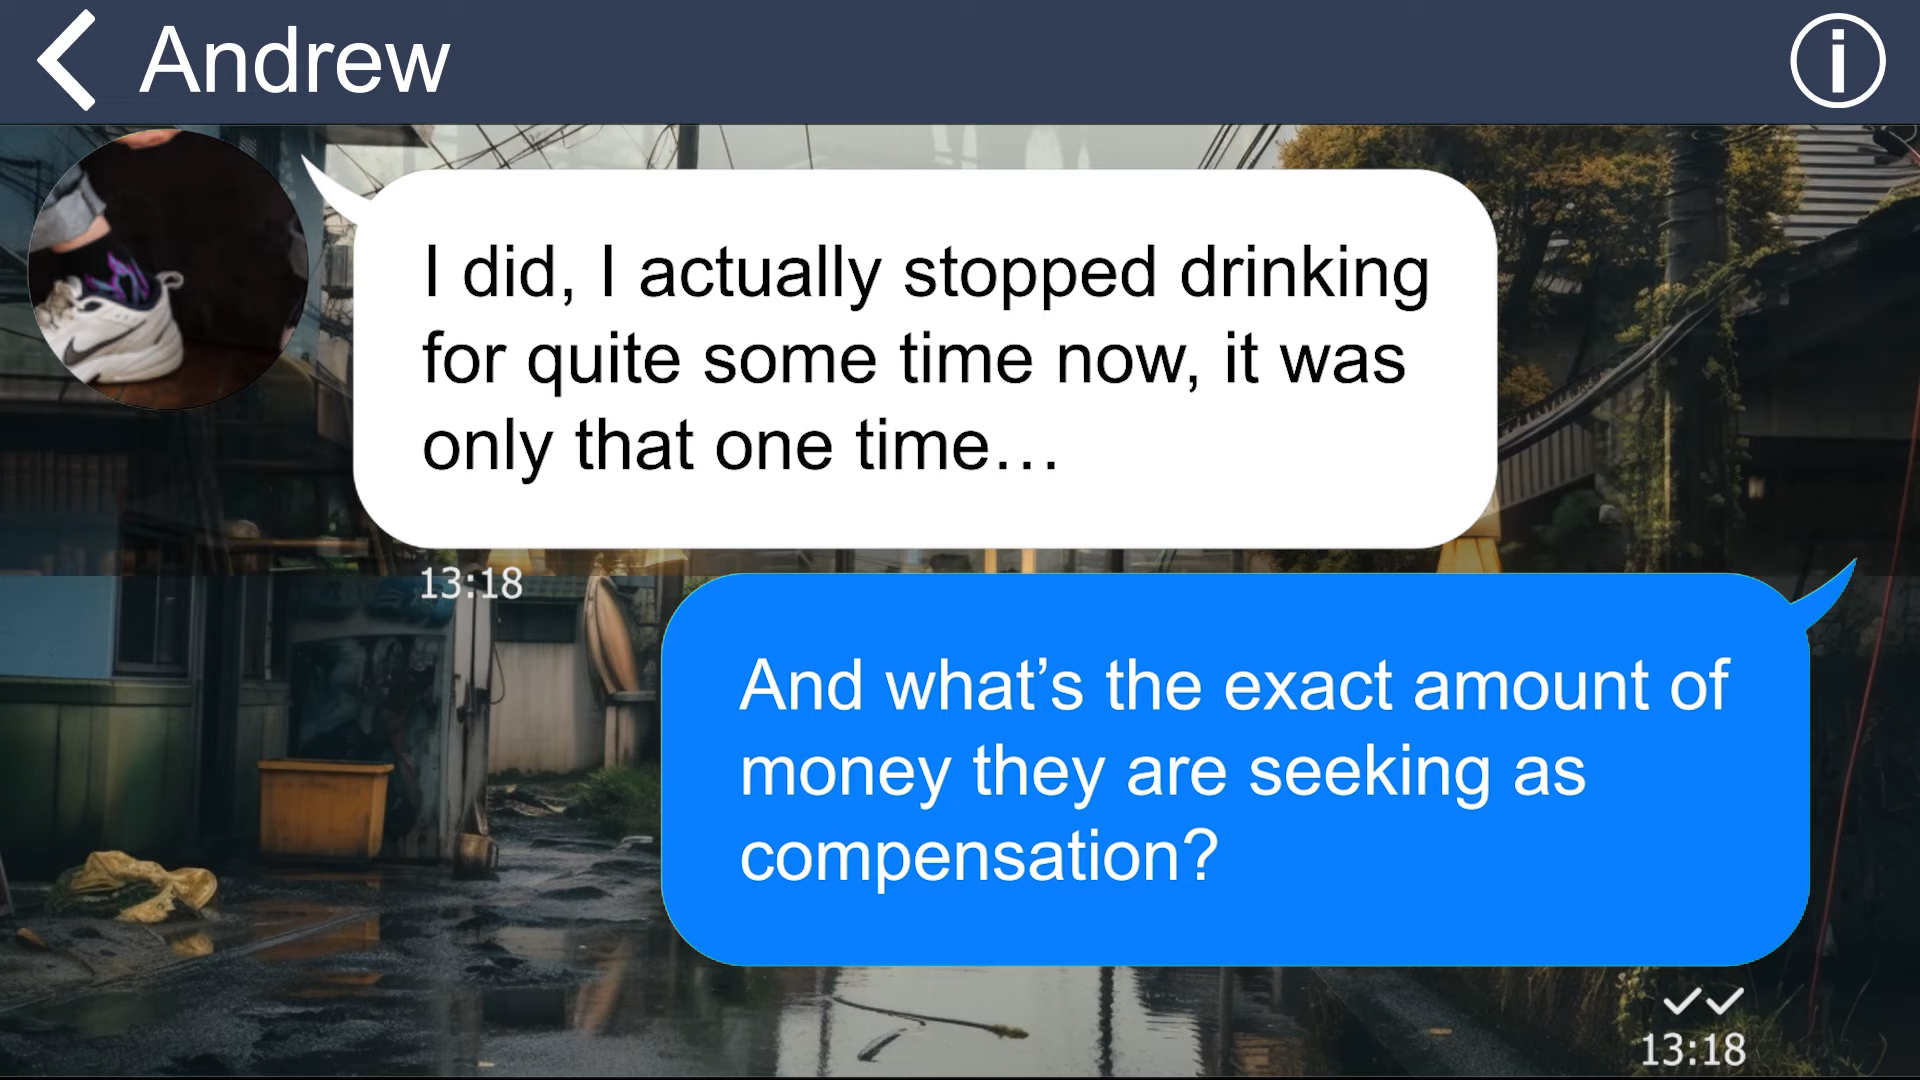 Andrew
I did, I actually stopped drinking
for quite some time now, it was
only that one time…
13:18
And what’s the exact amount of
money they are seeking as
compensation?
13:18